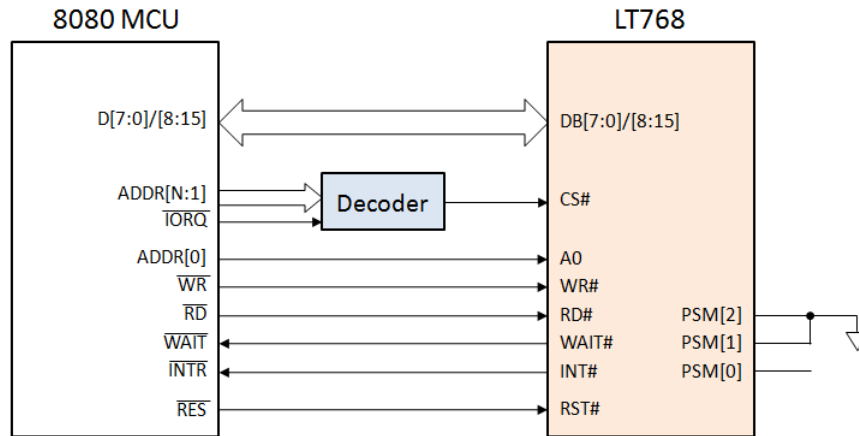 8080 MCU
LT768
D[7:0]/[8:15]
DB[7:0]/[8:15]
ADDR[N:1]
IORQ
Decoder
CS#
ADDR[0]
A0
WR
WR#
RD
RD#
PSM[2]
WAIT
WAIT#
PSM[1]
INTR
INT#
PSM[0]
RES
RST#